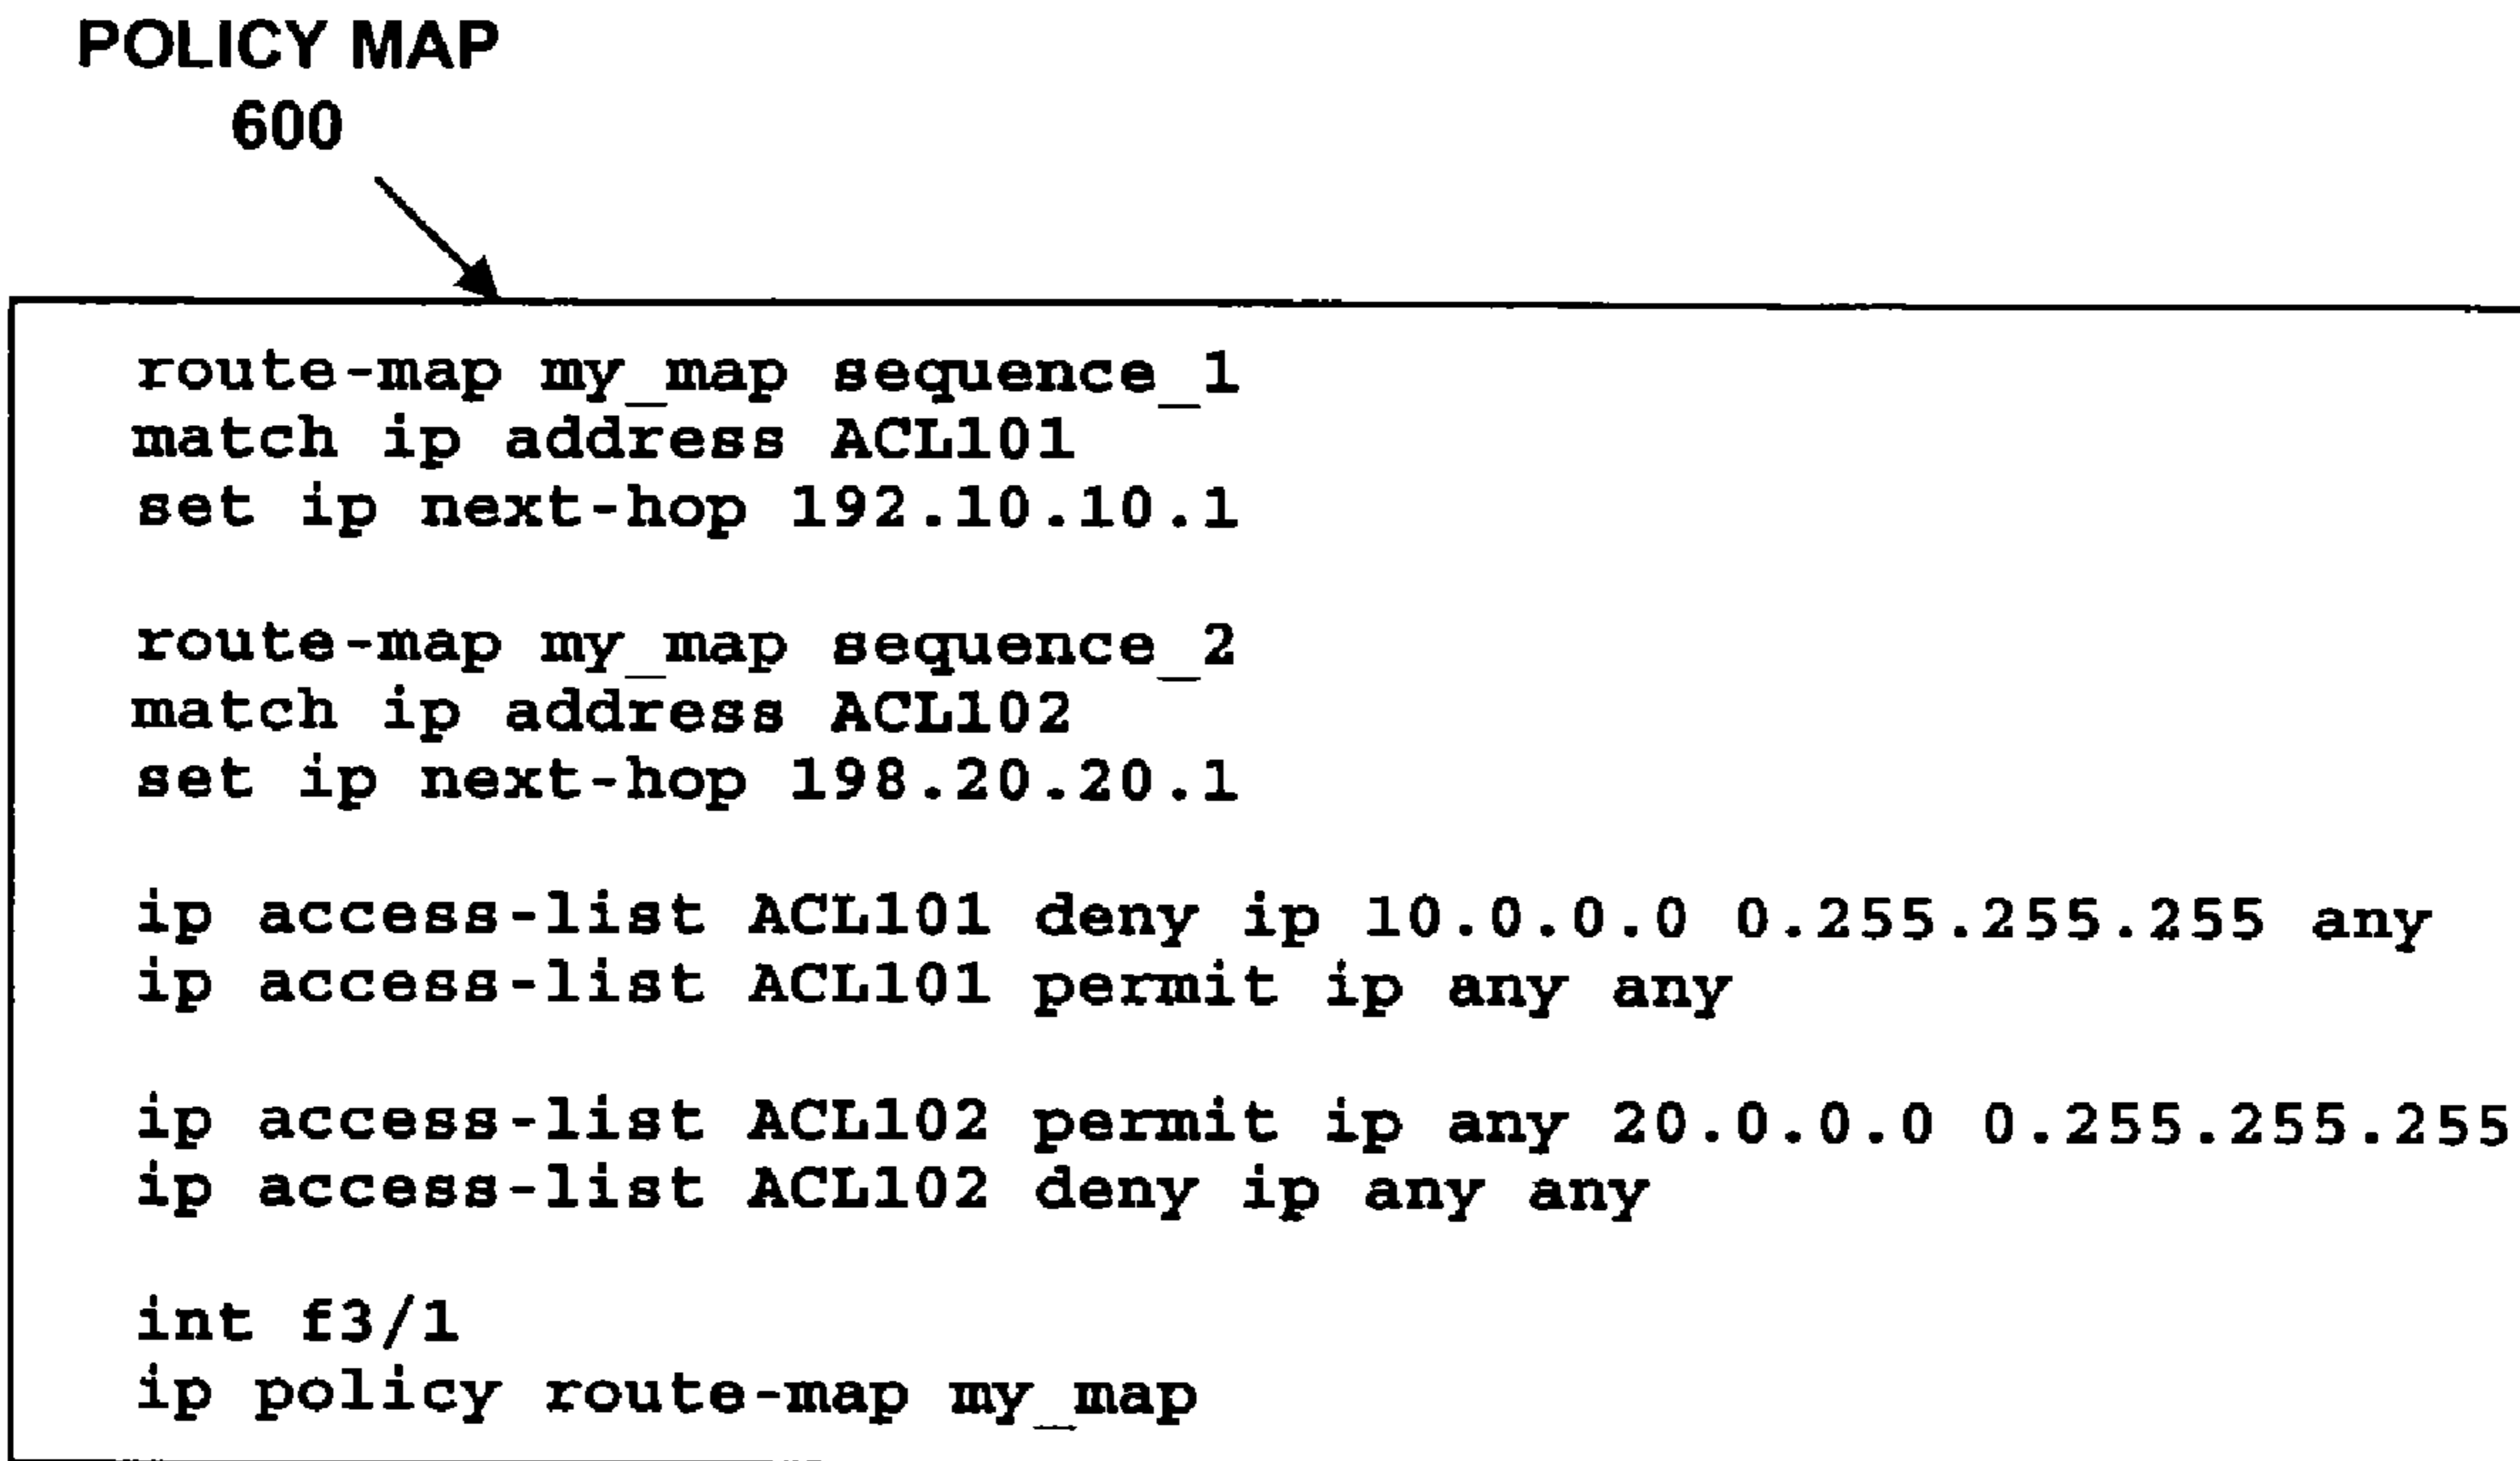 POLICY MAP
600
route-map my_map sequence_1
match ip address ACL101
set ip next-hop 192.10.10.1
route-map my_map sequence_2
match ip address ACL102
set ip next-hop 198.20.20.1
ip access-list ACL101 deny ip 10.0.0.0 0.255.255.255 any
ip access-list ACL101 permit ip any any
ip access-list ACL102 permit ip any 20.0.0.0 0.255.255.255
ip access-list ACL102 deny ip any any
int f3/1
ip policy route-map my_map